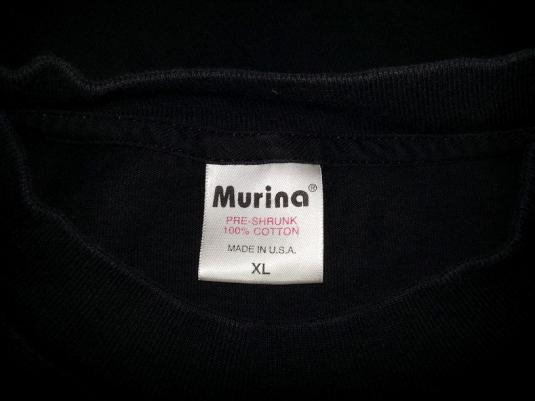 Murina®
PRE-SHRUNK
100% COTTON
MADE IN U.S.A.
XL